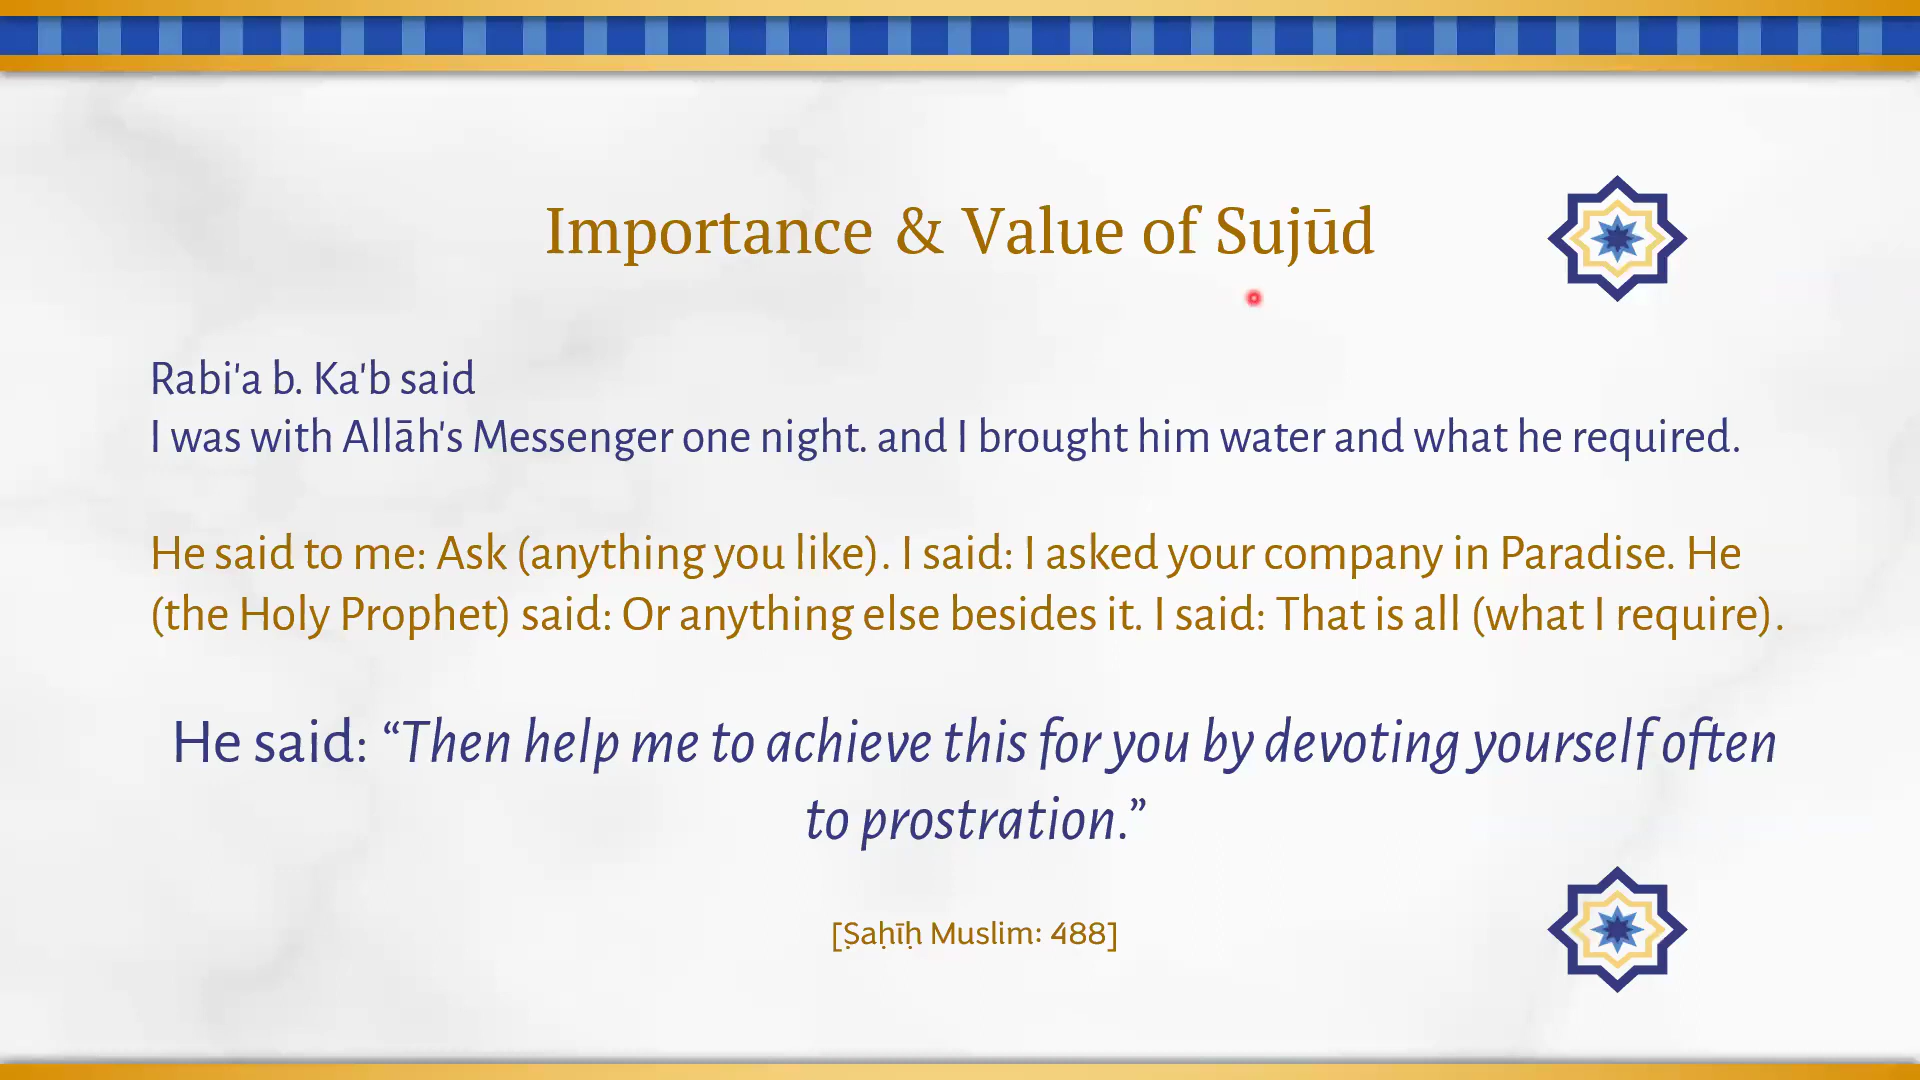 Importance & Value of Sujūd
Rabi'a b. Ka'b said
I was with Allāh's Messenger one night. and I brought him water and what he required.
He said to me: Ask (anything you like). I said: I asked your company in Paradise. He
(the Holy Prophet) said: Or anything else besides it. I said: That is all (what I require).
He said: “Then help me to achieve this for you by devoting yourself often
to prostration.”
[Ṣaḥīḥ Muslim: 488]